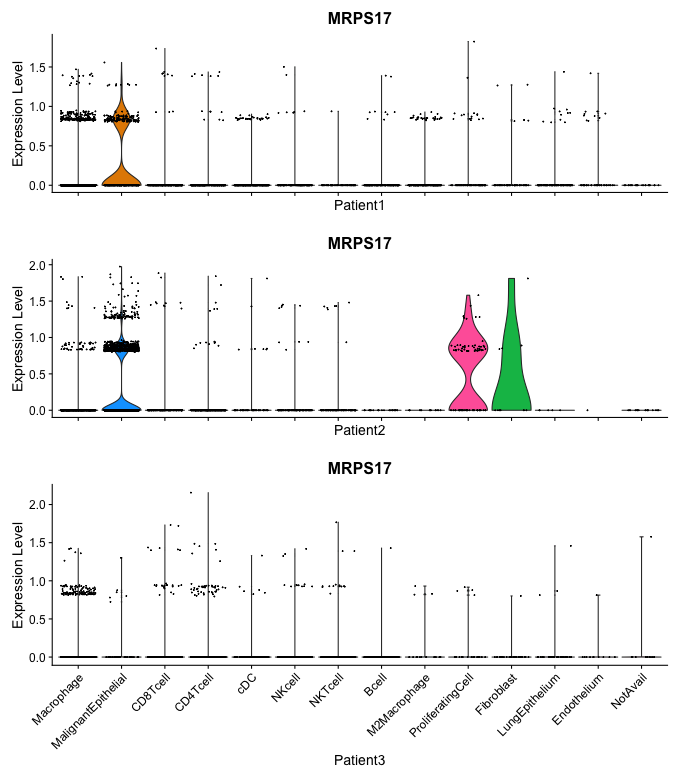 MRPS17
Expression Level
1.5
1.0
0.5
0.0
Patient1
MRPS17
Expression Level
2.0
1.5
1.0
0.5
0.0
Patient2
MRPS17
Expression Level
2.0
1.5
1.0
0.5
0.0
Macrophage
MalignantEpithelial
CD8Tcell
CD4Tcell
cDC
NKcell
NKTcell
Bcell
M2Macrophage
ProliferatingCell
Fibroblast
LungEpithelium
Endothelium
NotAvail
Patient3